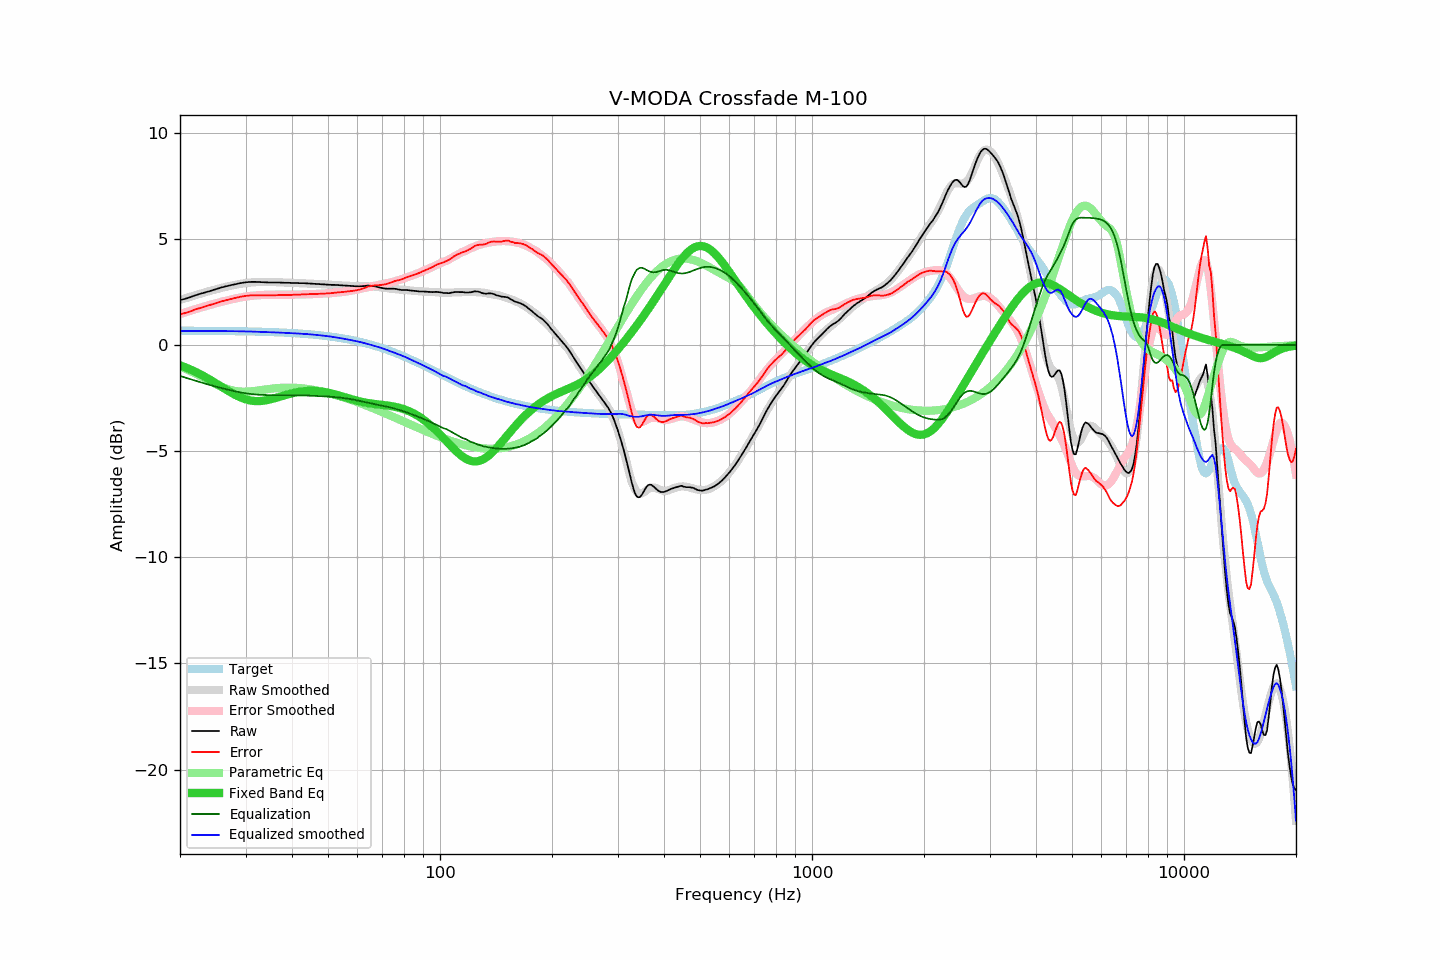 V-MODA Crossfade M-100
10
5
0
−5
−10
−15
−20
Amplitude (dBr)
Target
Raw Smoothed
Error Smoothed
Raw
Error
Parametric Eq
Fixed Band Eq
Equalization
Equalized smoothed
100 1000 10000
Frequency (Hz)